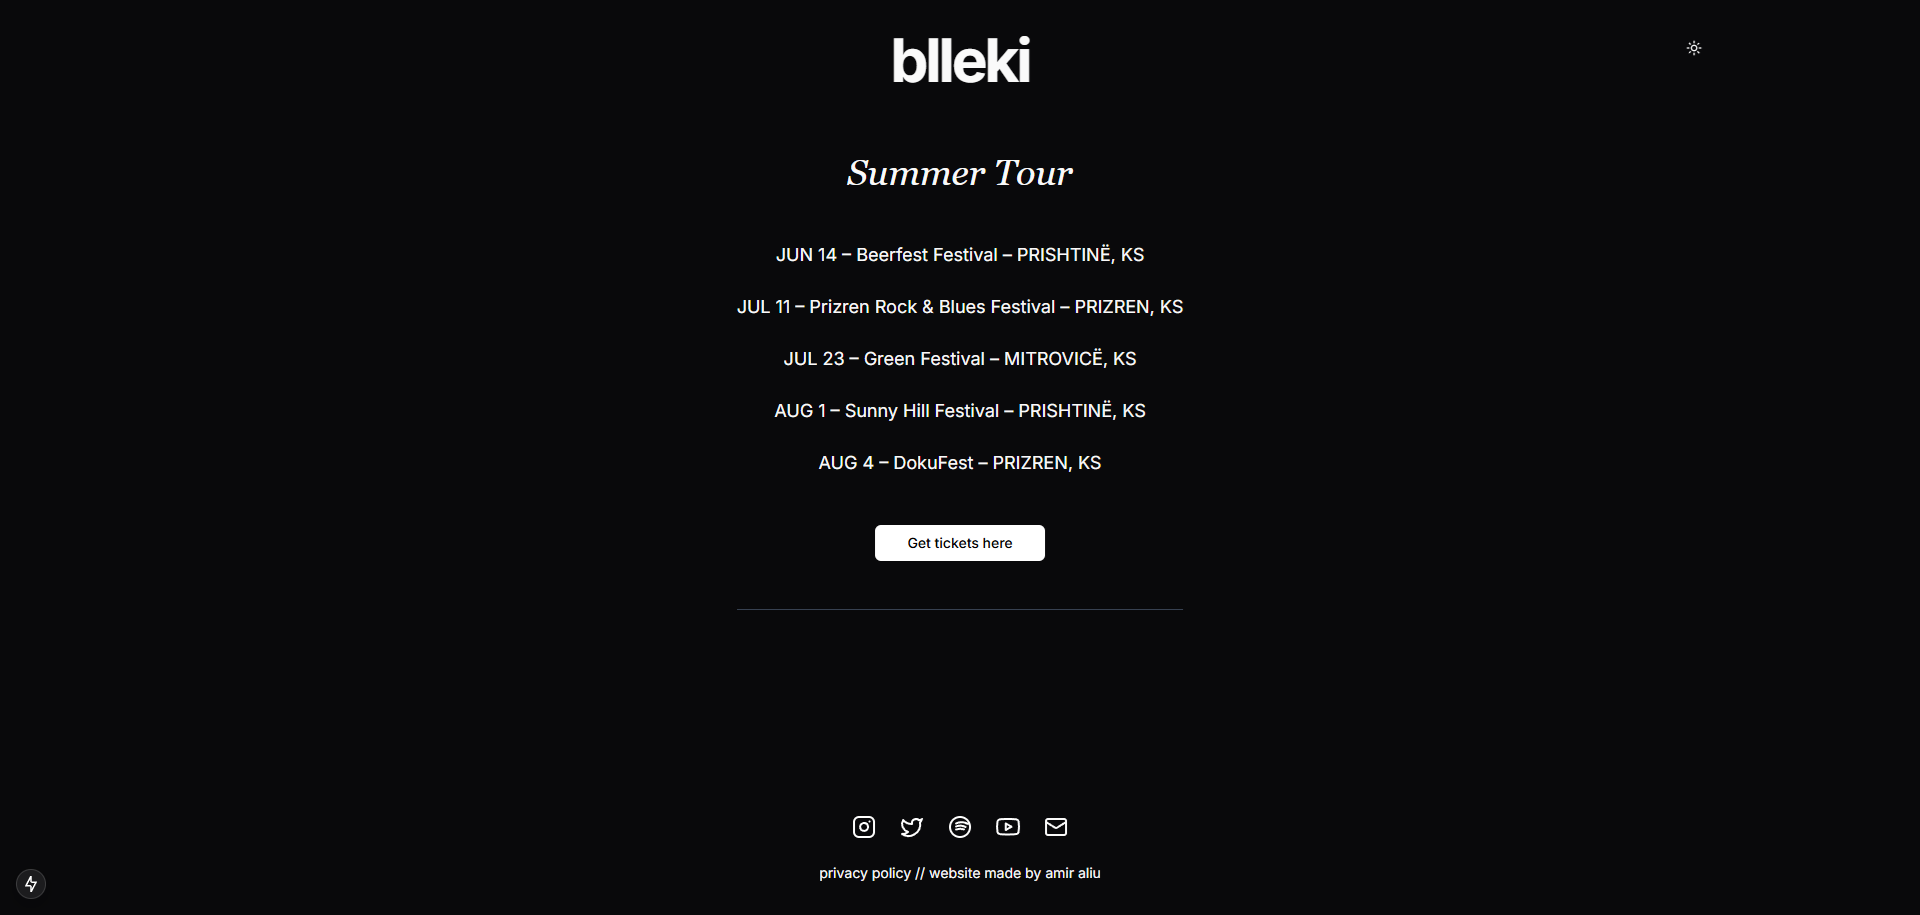 blleki
Summer Tour
JUN 14 – Beerfest Festival – PRISHTINË, KS
JUL 11 – Prizren Rock & Blues Festival – PRIZREN, KS
JUL 23 – Green Festival – MITROVICË, KS
AUG 1 – Sunny Hill Festival – PRISHTINË, KS
AUG 4 – DokuFest – PRIZREN, KS
Get tickets here
privacy policy // website made by amir aliu